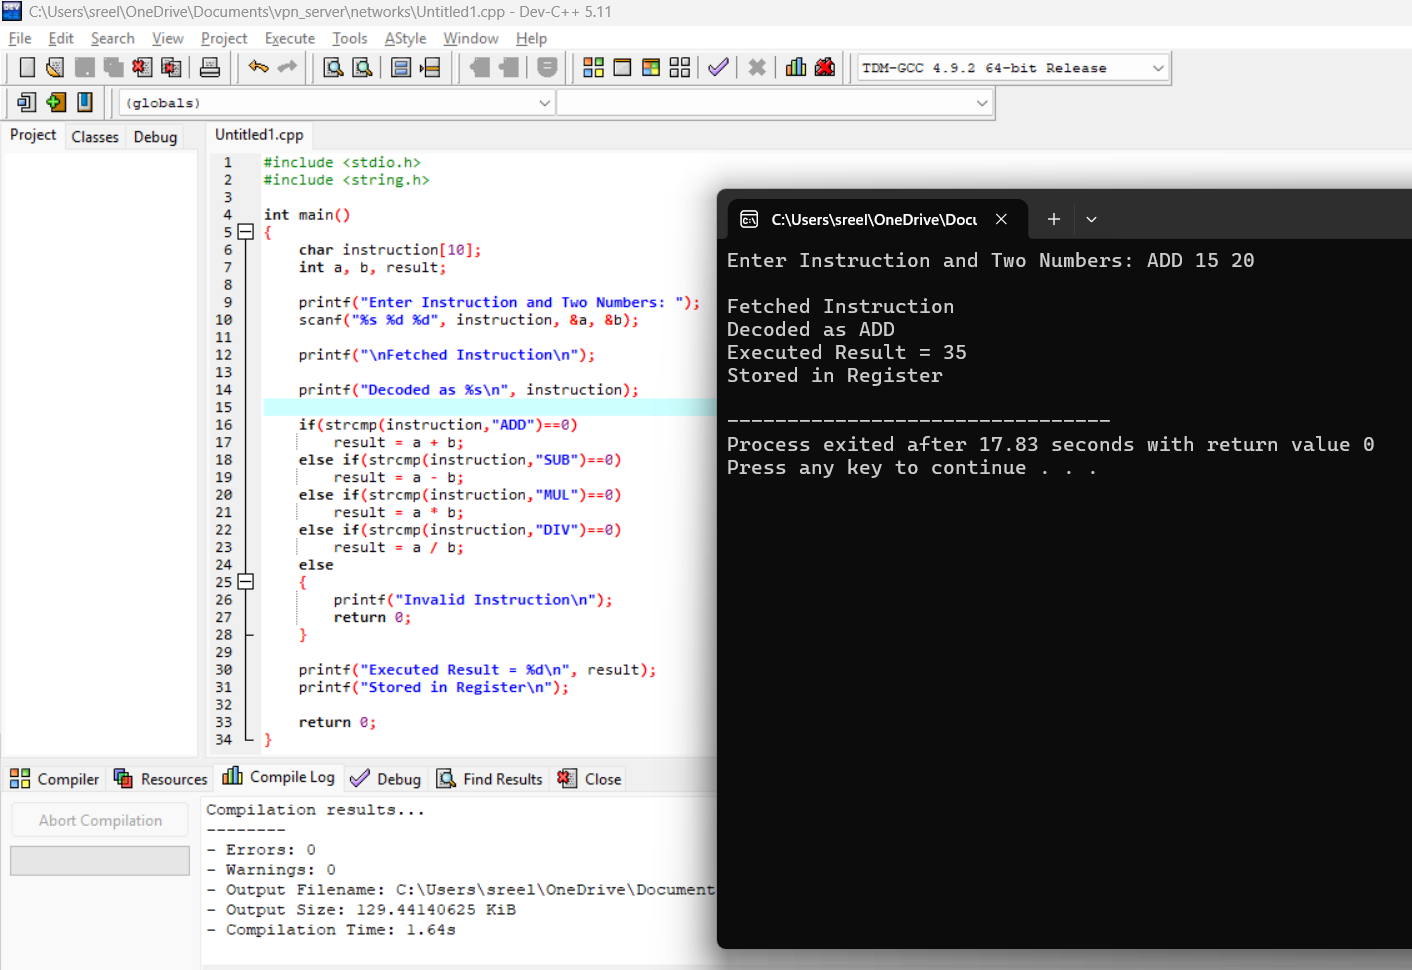 C:\Users\sreel\OneDrive\Documents\vpn_server\networks\Untitled1.cpp - Dev-C++ 5.11
File Edit Search View Project Execute Tools AStyle Window Help
TDM-GCC 4.9.2 64-bit Release
(globals)
Project Classes Debug
Untitled1.cpp
1 #include <stdio.h>
2 #include <string.h>
3
4 int main()
5 {
6 char instruction[10];
7 int a, b, result;
8
9 printf("Enter Instruction and Two Numbers: ");
10 scanf("%s %d %d", instruction, &a, &b);
11
12 printf("\nFetched Instruction\n");
13
14 printf("Decoded as %s\n", instruction);
15
16 if(strcmp(instruction,"ADD")==0)
17 result = a + b;
18 else if(strcmp(instruction,"SUB")==0)
19 result = a - b;
20 else if(strcmp(instruction,"MUL")==0)
21 result = a * b;
22 else if(strcmp(instruction,"DIV")==0)
23 result = a / b;
24 else
25 {
26 printf("Invalid Instruction\n");
27 return 0;
28 }
29
30 printf("Executed Result = %d\n", result);
31 printf("Stored in Register\n");
32
33 return 0;
34 }
C:\Users\sreel\OneDrive\Docu
Enter Instruction and Two Numbers: ADD 15 20
Fetched Instruction
Decoded as ADD
Executed Result = 35
Stored in Register
--------------------------------
Process exited after 17.83 seconds with return value 0
Press any key to continue . . .
Compiler Resources Compile Log Debug Find Results Close
Abort Compilation
Compilation results...
--------
- Errors: 0
- Warnings: 0
- Output Filename: C:\Users\sreel\OneDrive\Document
- Output Size: 129.44140625 KiB
- Compilation Time: 1.64s